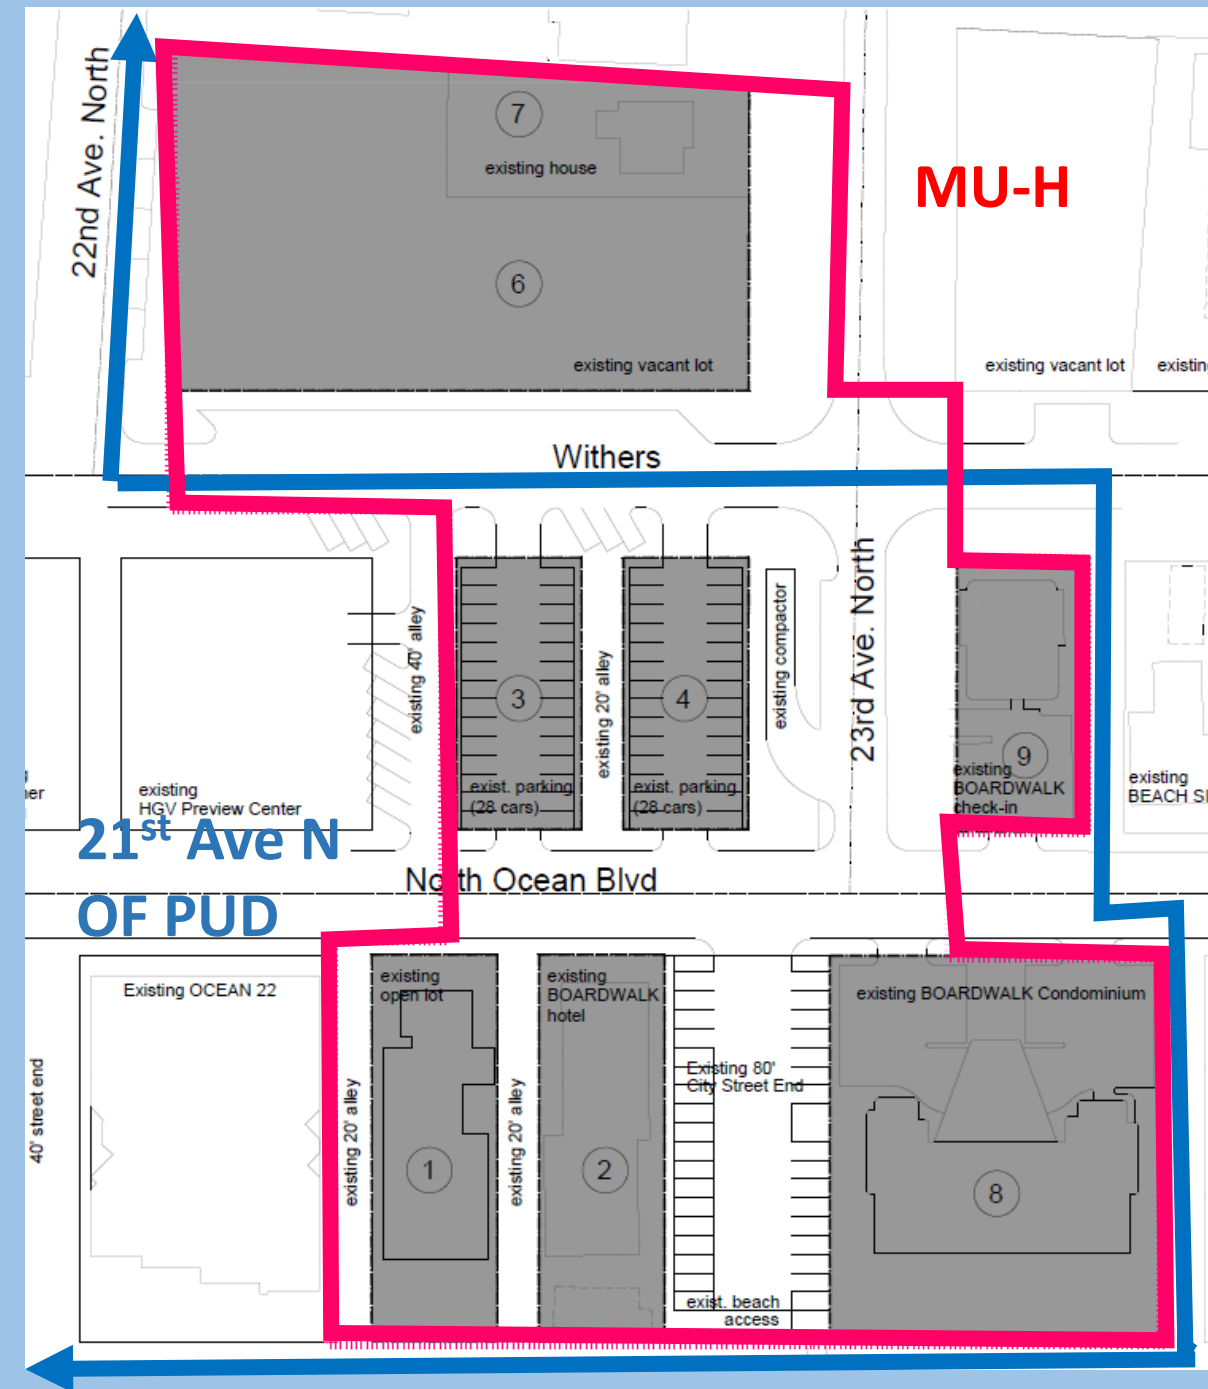 22nd Ave. North
7
existing house
MU-H
6
existing vacant lot
existing vacant lot
existin
Withers
existing 40' alley
3
exist. parking
(28 cars)
existing 20' alley
4
exist. parking
(28 cars)
existing compactor
23rd Ave. North
9
existing
BOARDWALK
check-in
existing
BEACH
ner
existing
HGV Preview Center
21st Ave N
OF PUD
North Ocean Blvd
Existing OCEAN 22
40' street end
existing 20' alley
existing
open lot
1
existing 20' alley
existing
BOARDWALK
hotel
2
Existing 80'
City Street End
exist. beach
access
existing BOARDWALK Condominium
8